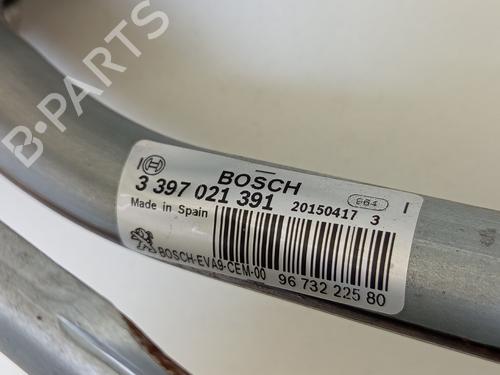 B-PARTS
BOSCH
3 397 021 391
964
Made in Spain
20150417 3
BOSCH-EVA9-CEM-00
96 732 225 80